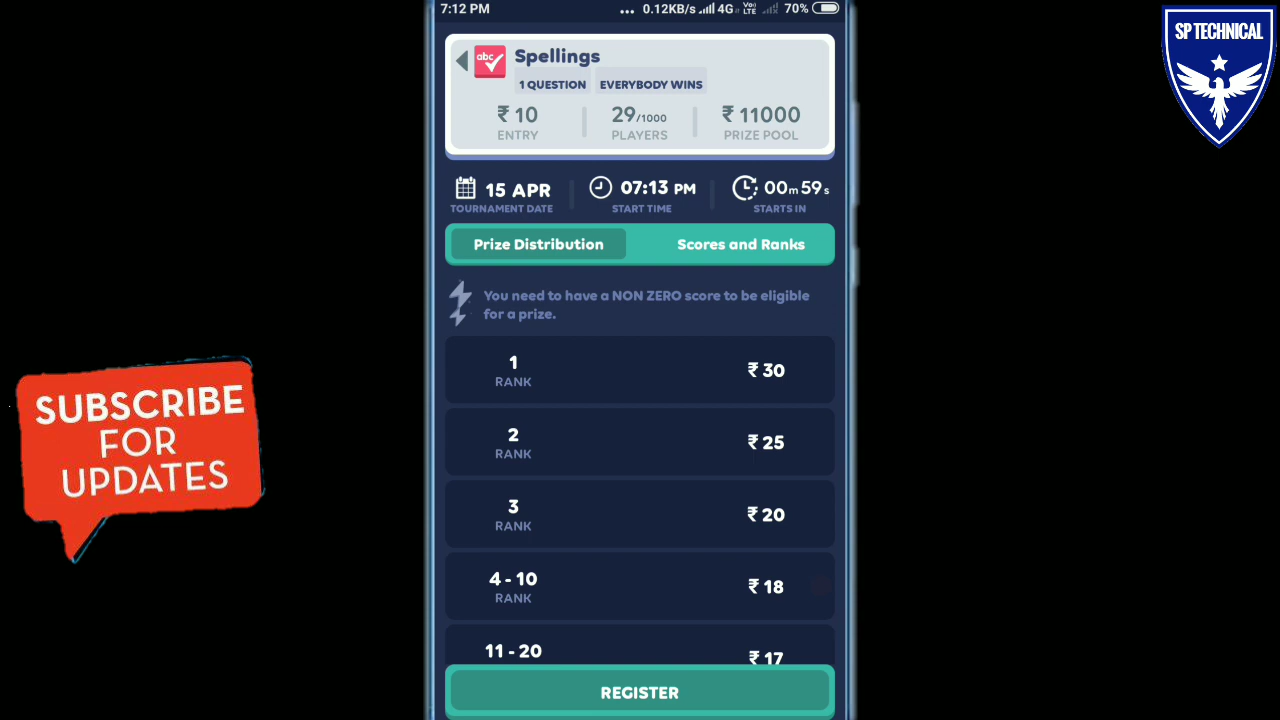 7:12 PM
... 0.12KB/s 4G VoLTE 70%
SP TECHNICAL
abc
Spellings
1 QUESTION EVERYBODY WINS
₹ 10 29/1000 ₹ 11000
ENTRY PLAYERS PRIZE POOL
15 APR 07:13 PM 00m 59s
TOURNAMENT DATE START TIME STARTS IN
Prize Distribution Scores and Ranks
You need to have a NON ZERO score to be eligible
for a prize.
1 ₹ 30
RANK
2 ₹ 25
RANK
3 ₹ 20
RANK
4 - 10 ₹ 18
RANK
11 - 20 ₹ 17
REGISTER
SUBSCRIBE
FOR
UPDATES